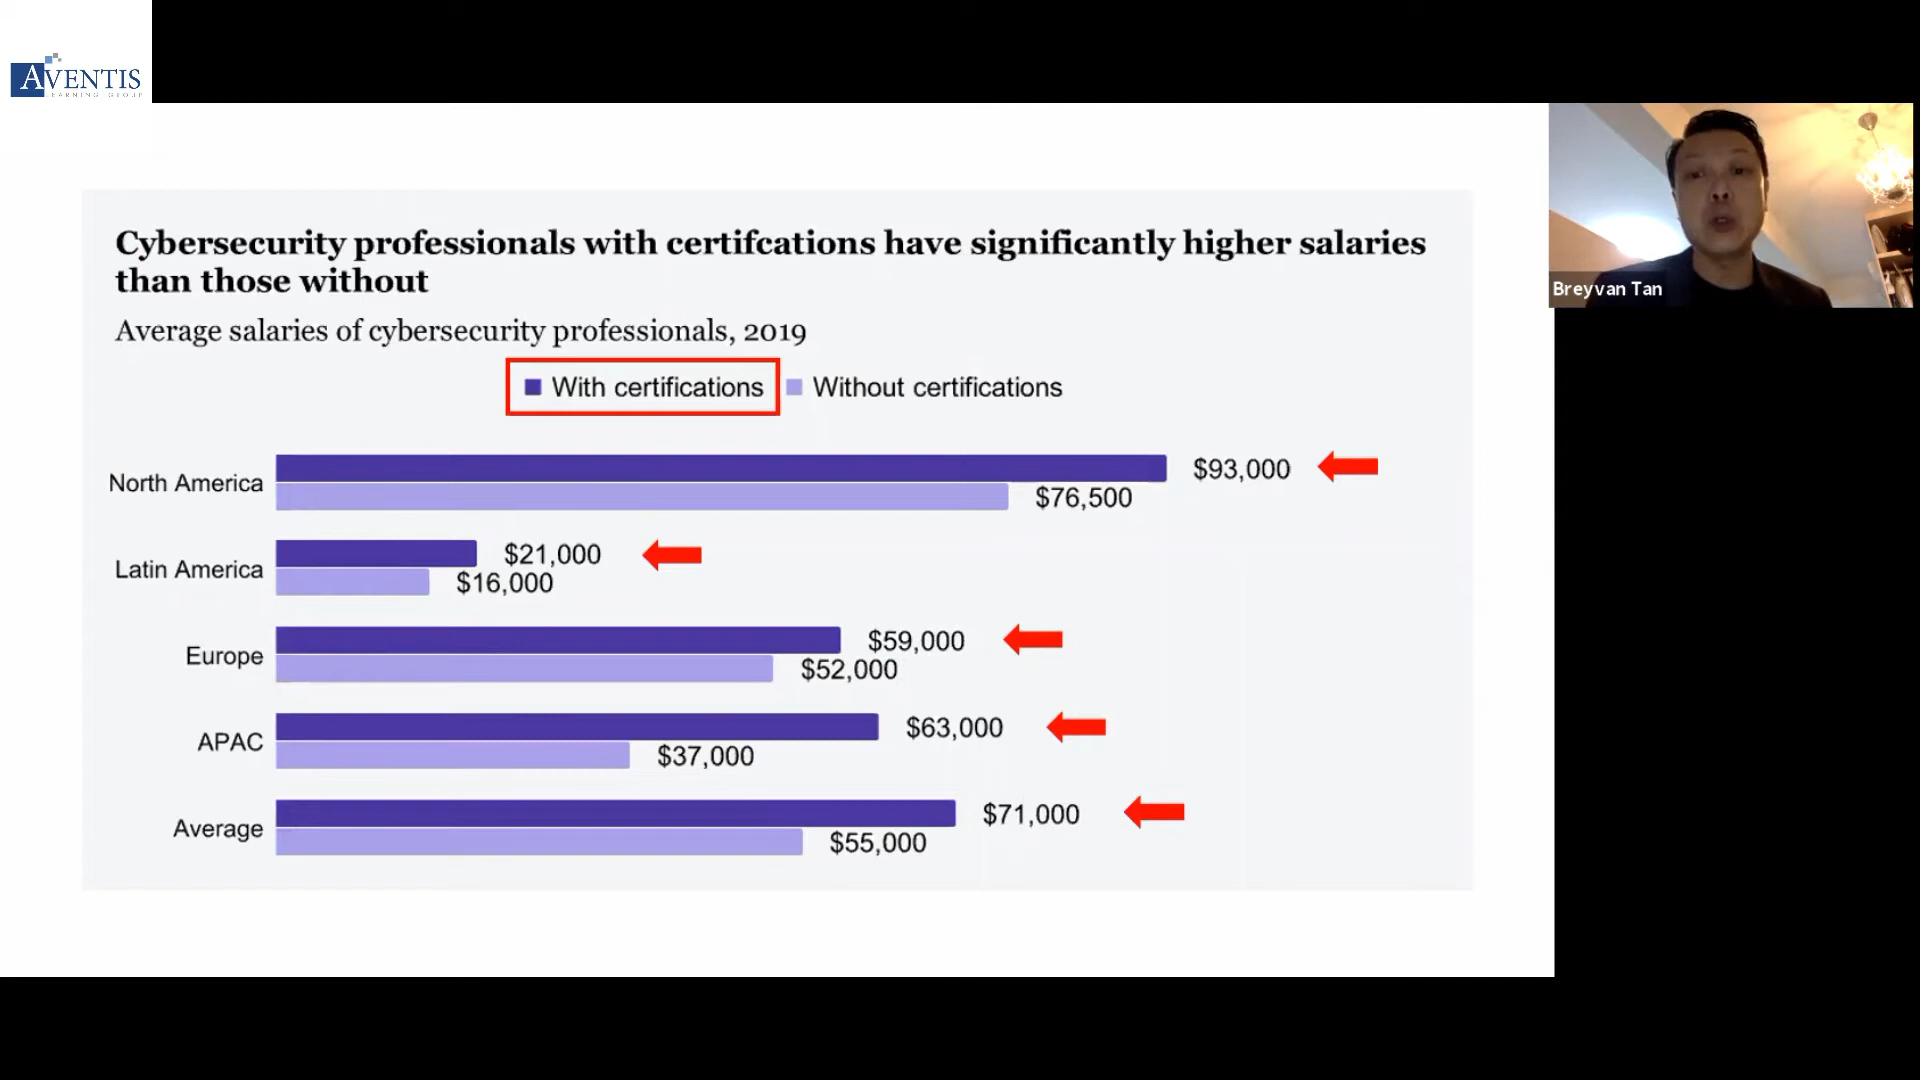 AVENTIS
LEARNING GROUP
Cybersecurity professionals with certifcations have significantly higher salaries
than those without
Average salaries of cybersecurity professionals, 2019
With certifications
Without certifications
North America
$93,000
$76,500
Latin America
$21,000
$16,000
Europe
$59,000
$52,000
APAC
$63,000
$37,000
Average
$71,000
$55,000
Breyvan Tan